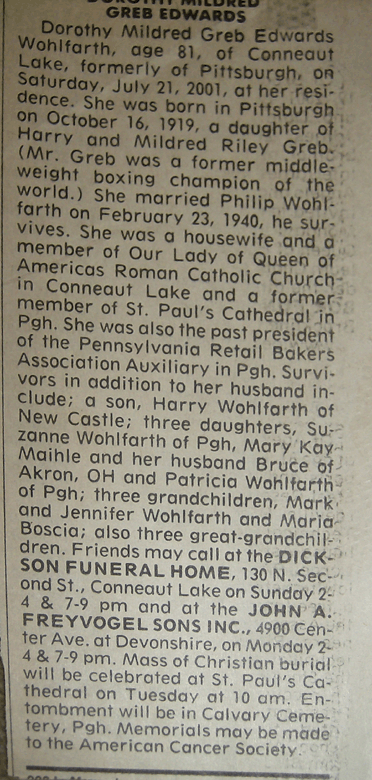 DOROTHY MILDRED
GREB EDWARDS
Dorothy Mildred Greb Edwards
Wohlfarth, age 81, of Conneaut
Lake, formerly of Pittsburgh, on
Saturday, July 21, 2001, at her resi-
dence. She was born in Pittsburgh
on October 16, 1919, a daughter of
Harry and Mildred Riley Greb.
(Mr. Greb was a former middle-
weight boxing champion of the
world.) She married Philip Wohl-
farth on February 23, 1940, he sur-
vives. She was a housewife and a
member of Our Lady of Queen of
Americas Roman Catholic Church
in Conneaut Lake and a former
member of St. Paul's Cathedral in
Pgh. She was also the past president
of the Pennsylvania Retail Bakers
Association Auxiliary in Pgh. Survi-
vors in addition to her husband in-
clude; a son, Harry Wohlfarth of
New Castle; three daughters, Su-
zanne Wohlfarth of Pgh, Mary Kay
Maihle and her husband Bruce of
Akron, OH and Patricia Wohlfarth
of Pgh; three grandchildren, Mark
and Jennifer Wohlfarth and Maria
Boscia; also three great-grandchil-
dren. Friends may call at the DICK-
SON FUNERAL HOME, 130 N. Sec-
ond St., Conneaut Lake on Sunday 2-
4 & 7-9 pm and at the JOHN A.
FREYVOGEL SONS INC., 4900 Cen-
ter Ave. at Devonshire, on Monday 2-
4 & 7-9 pm. Mass of Christian burial
will be celebrated at St. Paul's Ca-
thedral on Tuesday at 10 am. En-
tombment will be in Calvary Ceme-
tery, Pgh. Memorials may be made
to the American Cancer Society.